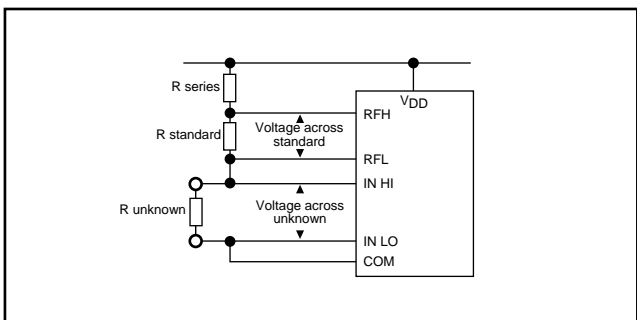 R series
VDD
RFH
R standard
Voltage across
standard
RFL
IN HI
R unknown
Voltage across
unknown
IN LO
COM